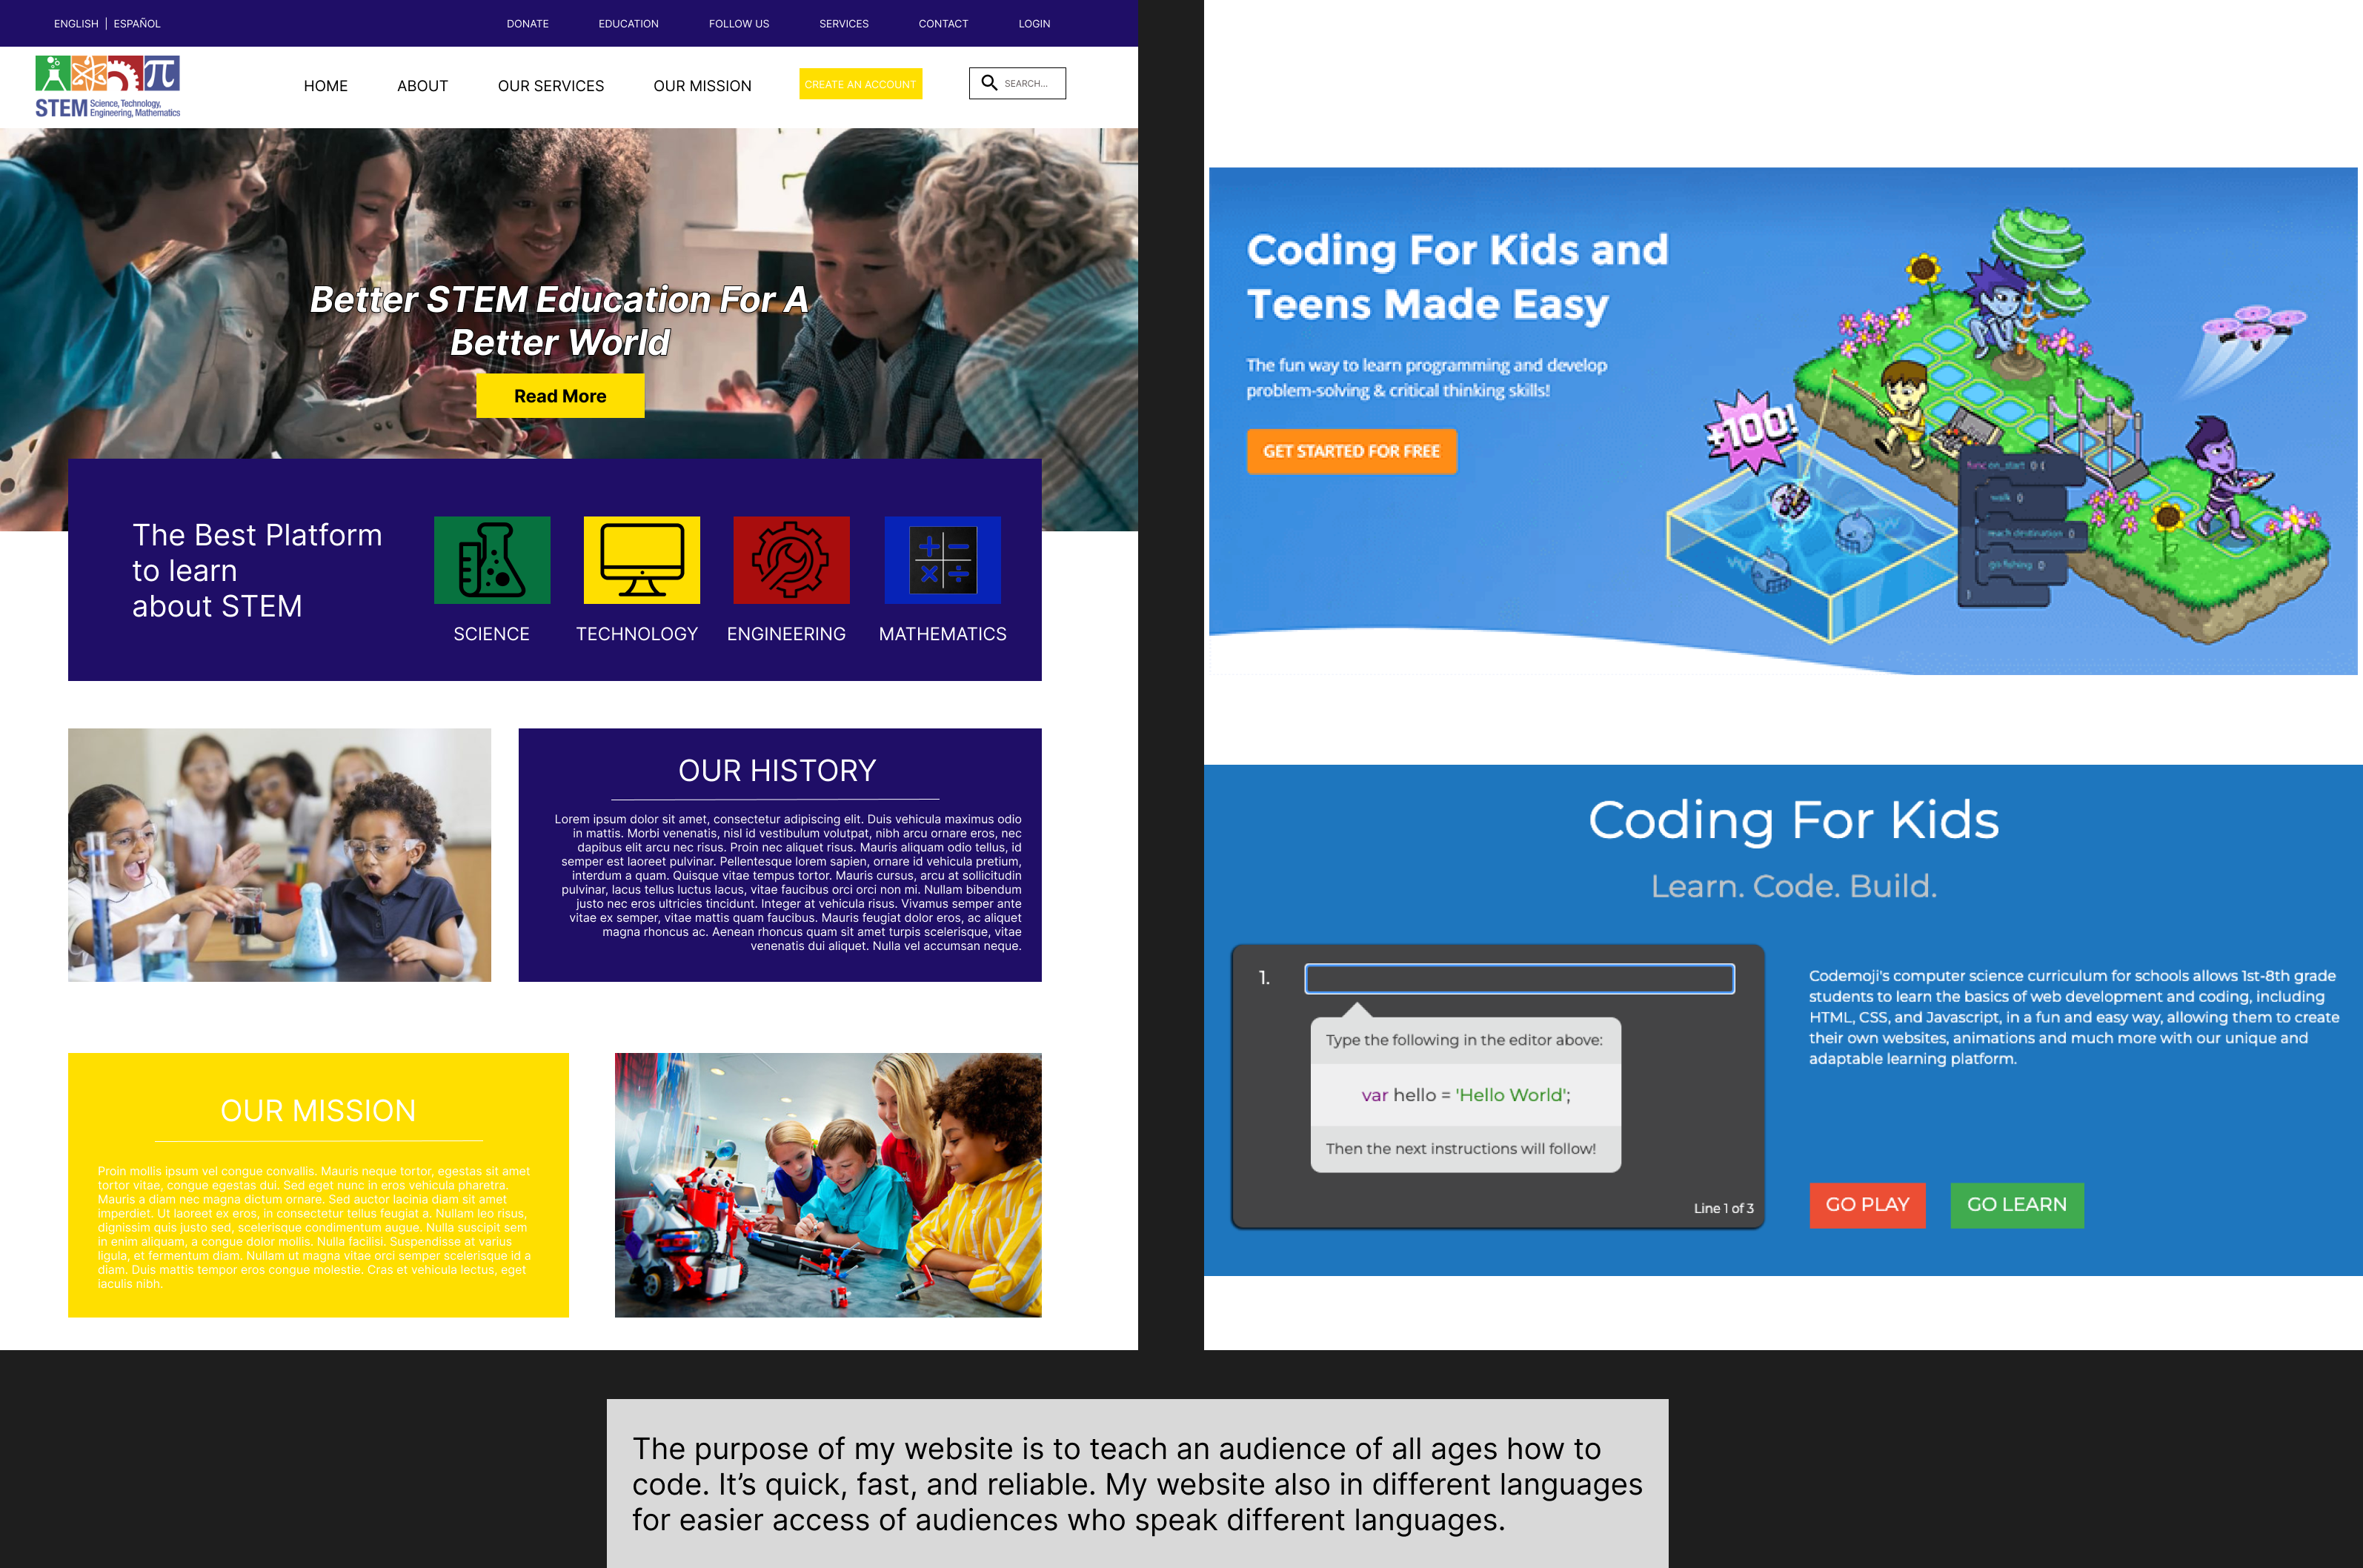 ENGLISH | ESPAÑOL
DONATE EDUCATION FOLLOW US SERVICES CONTACT LOGIN
STEM Science, Technology,
Engineering, Mathematics
HOME ABOUT OUR SERVICES OUR MISSION CREATE AN ACCOUNT SEARCH...
Better STEM Education For A
Better World
Read More
The Best Platform
to learn
about STEM
SCIENCE TECHNOLOGY ENGINEERING MATHEMATICS
OUR HISTORY
Lorem ipsum dolor sit amet, consectetur adipiscing elit. Duis vehicula maximus odio
in mattis. Morbi venenatis, nisl id vestibulum volutpat, nibh arcu ornare eros, nec
dapibus elit arcu nec risus. Proin nec aliquet risus. Mauris aliquam odio tellus, id
semper est laoreet pulvinar. Pellentesque lorem sapien, ornare id vehicula pretium,
interdum a quam. Quisque vitae tempus tortor. Mauris cursus, arcu at sollicitudin
pulvinar, lacus tellus luctus lacus, vitae faucibus orci orci non mi. Nullam bibendum
justo nec eros ultricies tincidunt. Integer at vehicula risus. Vivamus semper ante
vitae ex semper, vitae mattis quam faucibus. Mauris feugiat dolor eros, ac aliquet
magna rhoncus ac. Aenean rhoncus quam sit amet turpis scelerisque, vitae
venenatis dui aliquet. Nulla vel accumsan neque.
OUR MISSION
Proin mollis ipsum vel congue convallis. Mauris neque tortor, egestas sit amet
tortor vitae, congue egestas dui. Sed eget nunc in eros vehicula pharetra.
Mauris a diam nec magna dictum ornare. Sed auctor lacinia diam sit amet
imperdiet. Ut laoreet ex eros, in consectetur tellus feugiat a. Nullam leo risus,
dignissim quis justo sed, scelerisque condimentum augue. Nulla suscipit sem
in enim aliquam, a congue dolor mollis. Nulla facilisi. Suspendisse at varius
ligula, et fermentum diam. Nullam ut magna vitae orci semper scelerisque id a
diam. Duis mattis tempor eros congue molestie. Cras et vehicula lectus, eget
iaculis nibh.
Coding For Kids and
Teens Made Easy
The fun way to learn programming and develop
problem-solving & critical thinking skills!
GET STARTED FOR FREE
+100!
func on_start () {
walk ()
reach destination ()
go fishing ()
}
Coding For Kids
Learn. Code. Build.
1.
Type the following in the editor above:
var hello = 'Hello World';
Then the next instructions will follow!
Line 1 of 3
Codemoji's computer science curriculum for schools allows 1st-8th grade
students to learn the basics of web development and coding, including
HTML, CSS, and Javascript, in a fun and easy way, allowing them to create
their own websites, animations and much more with our unique and
adaptable learning platform.
GO PLAY GO LEARN
The purpose of my website is to teach an audience of all ages how to
code. It’s quick, fast, and reliable. My website also in different languages
for easier access of audiences who speak different languages.